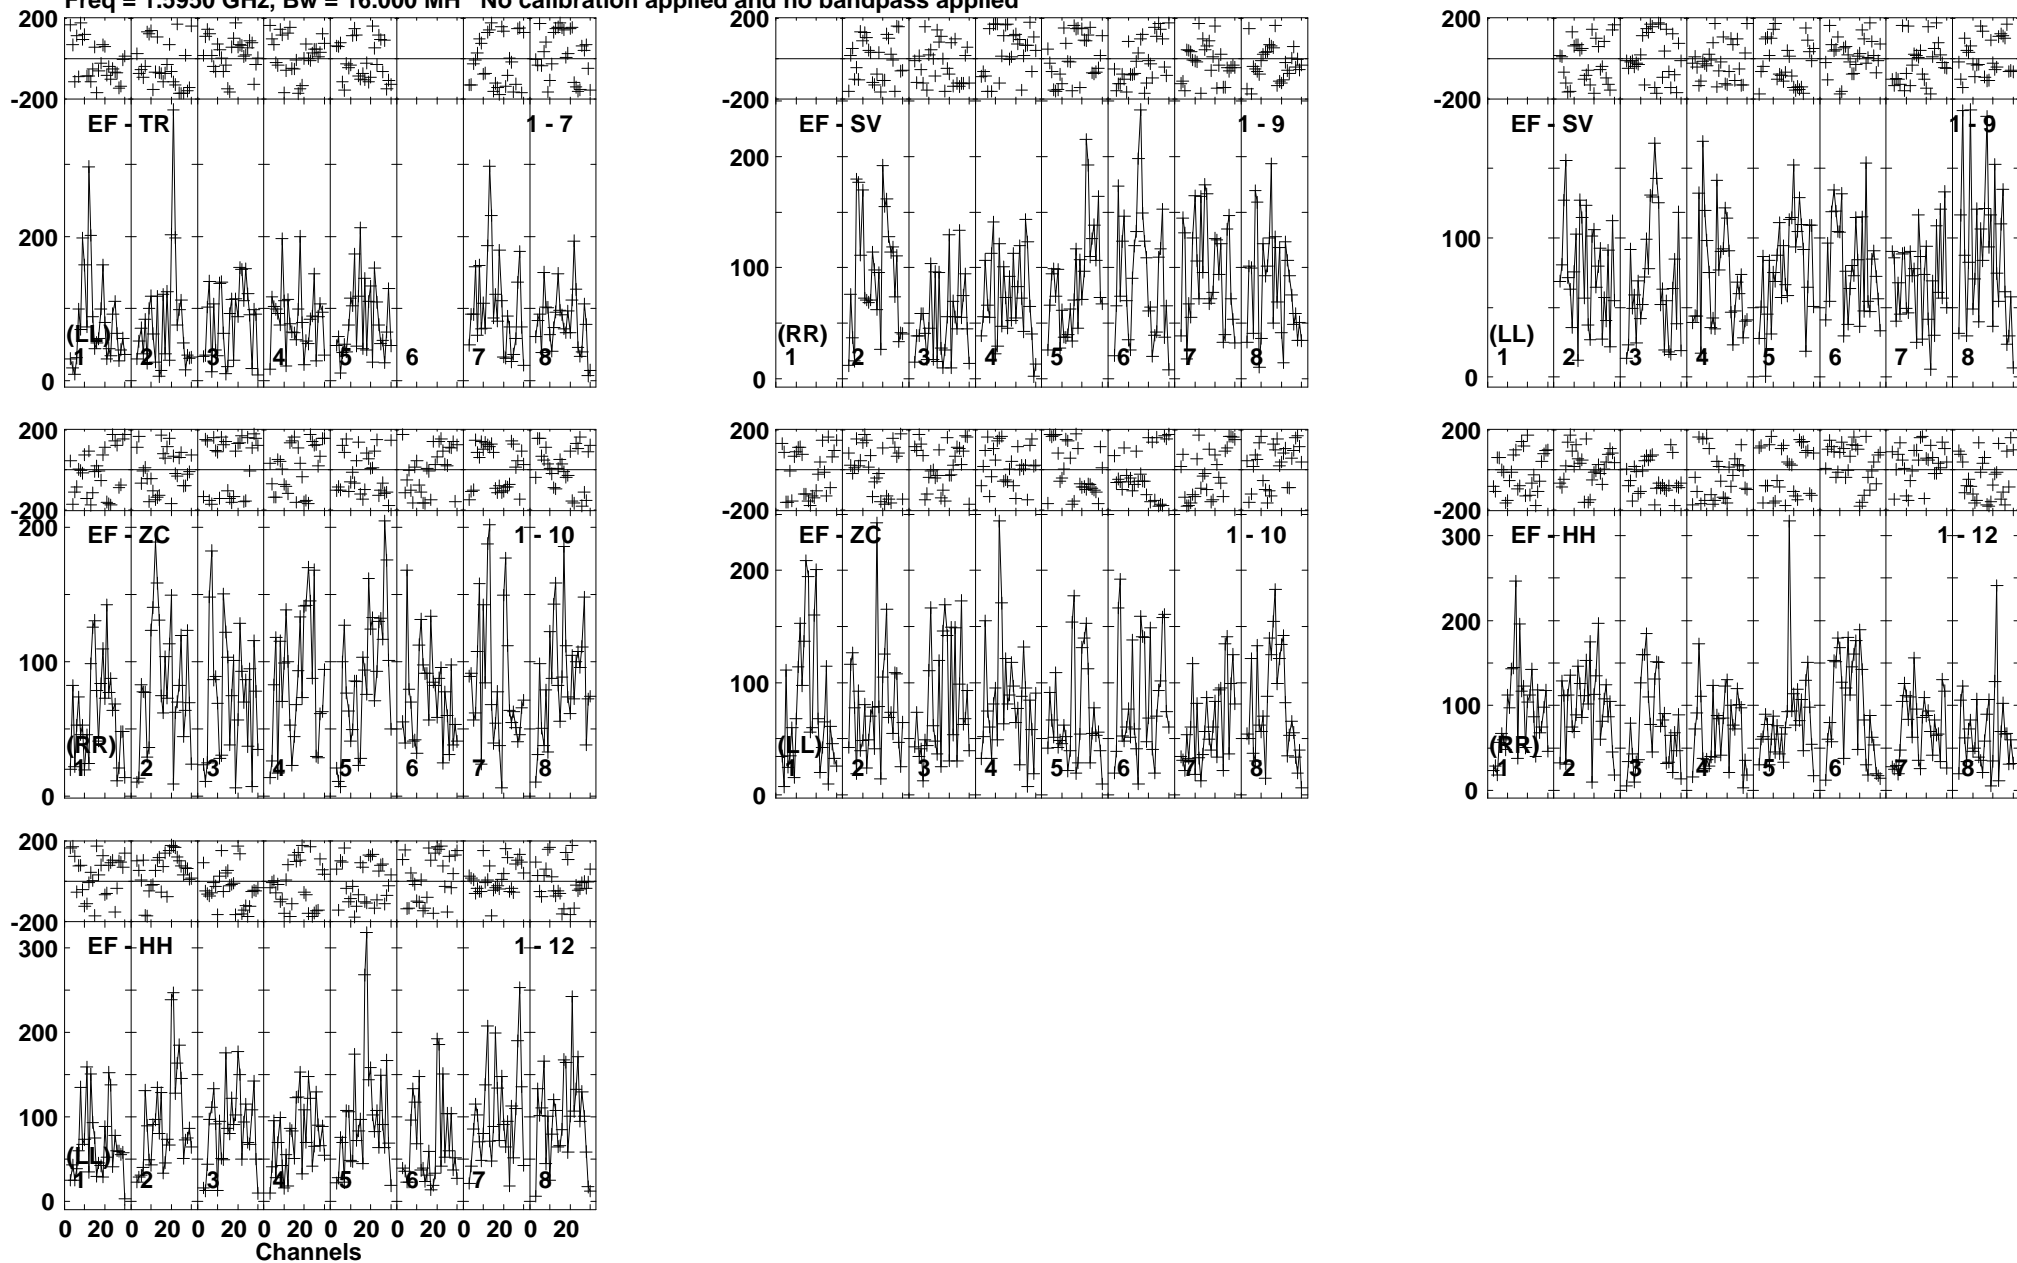 Freq = 1.5950 GHz, Bw = 16.000 MH No calibration applied and no bandpass applied
200
-200
EF - TR 1 - 7
200
(LL)
1 2 3 4 5 6 7 8
0
200
-200
EF - SV 1 - 9
200
100
(RR)
1 2 3 4 5 6 7 8
0
200
-200
EF - SV 1 - 9
100
(LL)
1 2 3 4 5 6 7 8
0
200
-200
200
EF - ZC 1 - 10
100
(RR)
1 2 3 4 5 6 7 8
0
200
-200
EF - ZC 1 - 10
200
100
(LL)
1 2 3 4 5 6 7 8
0
200
-200
300
EF - HH 1 - 12
200
100
(RR)
1 2 3 4 5 6 7 8
0
200
-200
300
EF - HH 1 - 12
200
100
(LL)
1 2 3 4 5 6 7 8
0
0 20 0 20 0 20 0 20 0 20 0 20 0 20 0 20
Channels